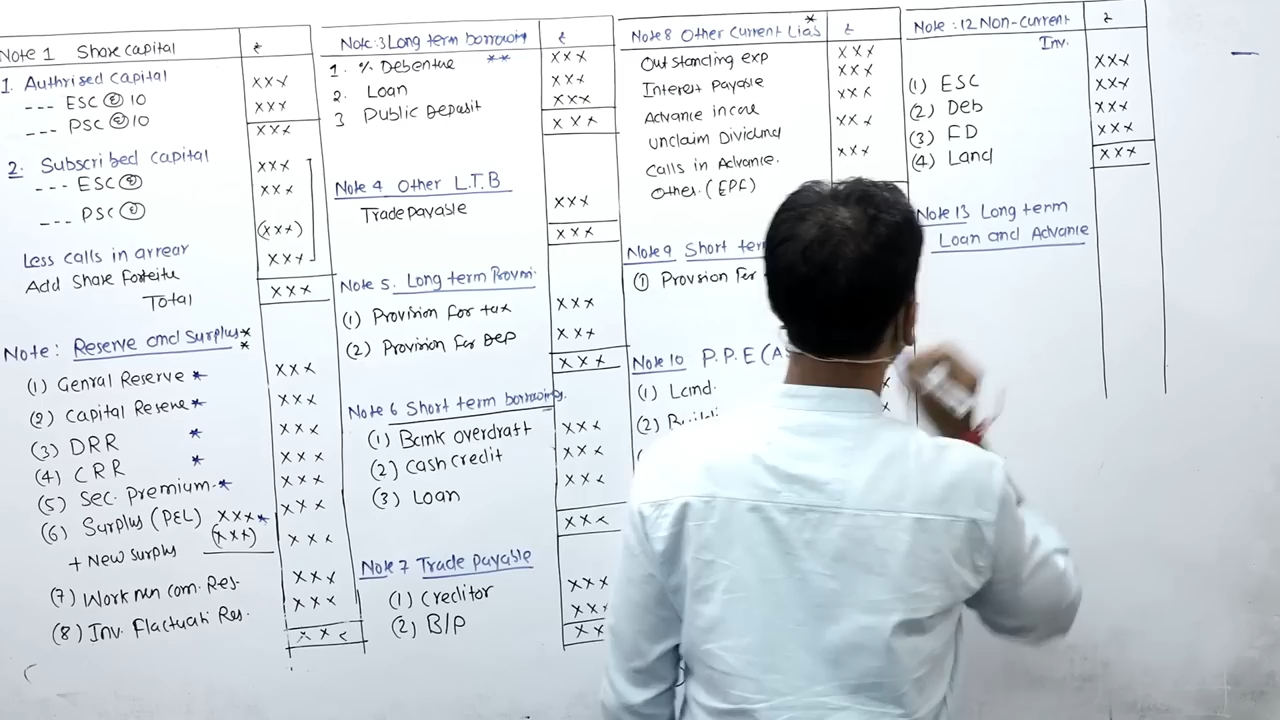 Note 1 Share capital ₹
1. Authrised capital xxx
--- ESC @ 10 xxx
--- PSC @ 10
xxx
2. Subscribed capital xxx
--- ESC @ xxx
--- PSC @
(xxx)
Less calls in arrear
Add Share Forteitu xxx
Total xxx
Note: Reserve and Surplus **
(1) Genral Reserve * xxx
(2) Capital Reserve * xxx
(3) DRR * xxx
(4) CRR * xxx
(5) Sec. Premium. * xxx
(6) Surplus (P&L) xxx * xxx
+ New surplus (xxx) xxx
(7) Work men com. Res. xxx
(8) Inv. Flactuati Res. xxx
xxx
Note:3 Long term borrowing ₹
1. % Debentue ** xxx
2. Loan xxx
3 Public Deposit xxx
xxx
Note 4 Other L.T.B
Trade payable xxx
xxx
Note 5. Long term Provisi.
(1) Provision for tax xxx
(2) Provision for Dep xxx
xxx
Note 6 Short term borrowing.
(1) Bank overdraft xxx
(2) Cash credit xxx
(3) Loan xxx
xxx
Note 7 Trade payable
(1) Creditor xxx
(2) B/P xxx
xx
Note 8 Other Current Lias * ₹
Out standing exp xxx
Interest Payable xxx
Advance income xxx
unclaim Dividend xxx
Calls in Advance. xxx
Other. (EPF)
Note 9 Short ter
(1) Provsion For
Note 10 P.P.E (A
(1) Land.
(2)
Note :12 Non-current ₹
Inv.
(1) ESC xxx
(2) Deb xxx
(3) FD xxx
(4) Land xxx
xxx
Note 13 Long term
Loan and Advance